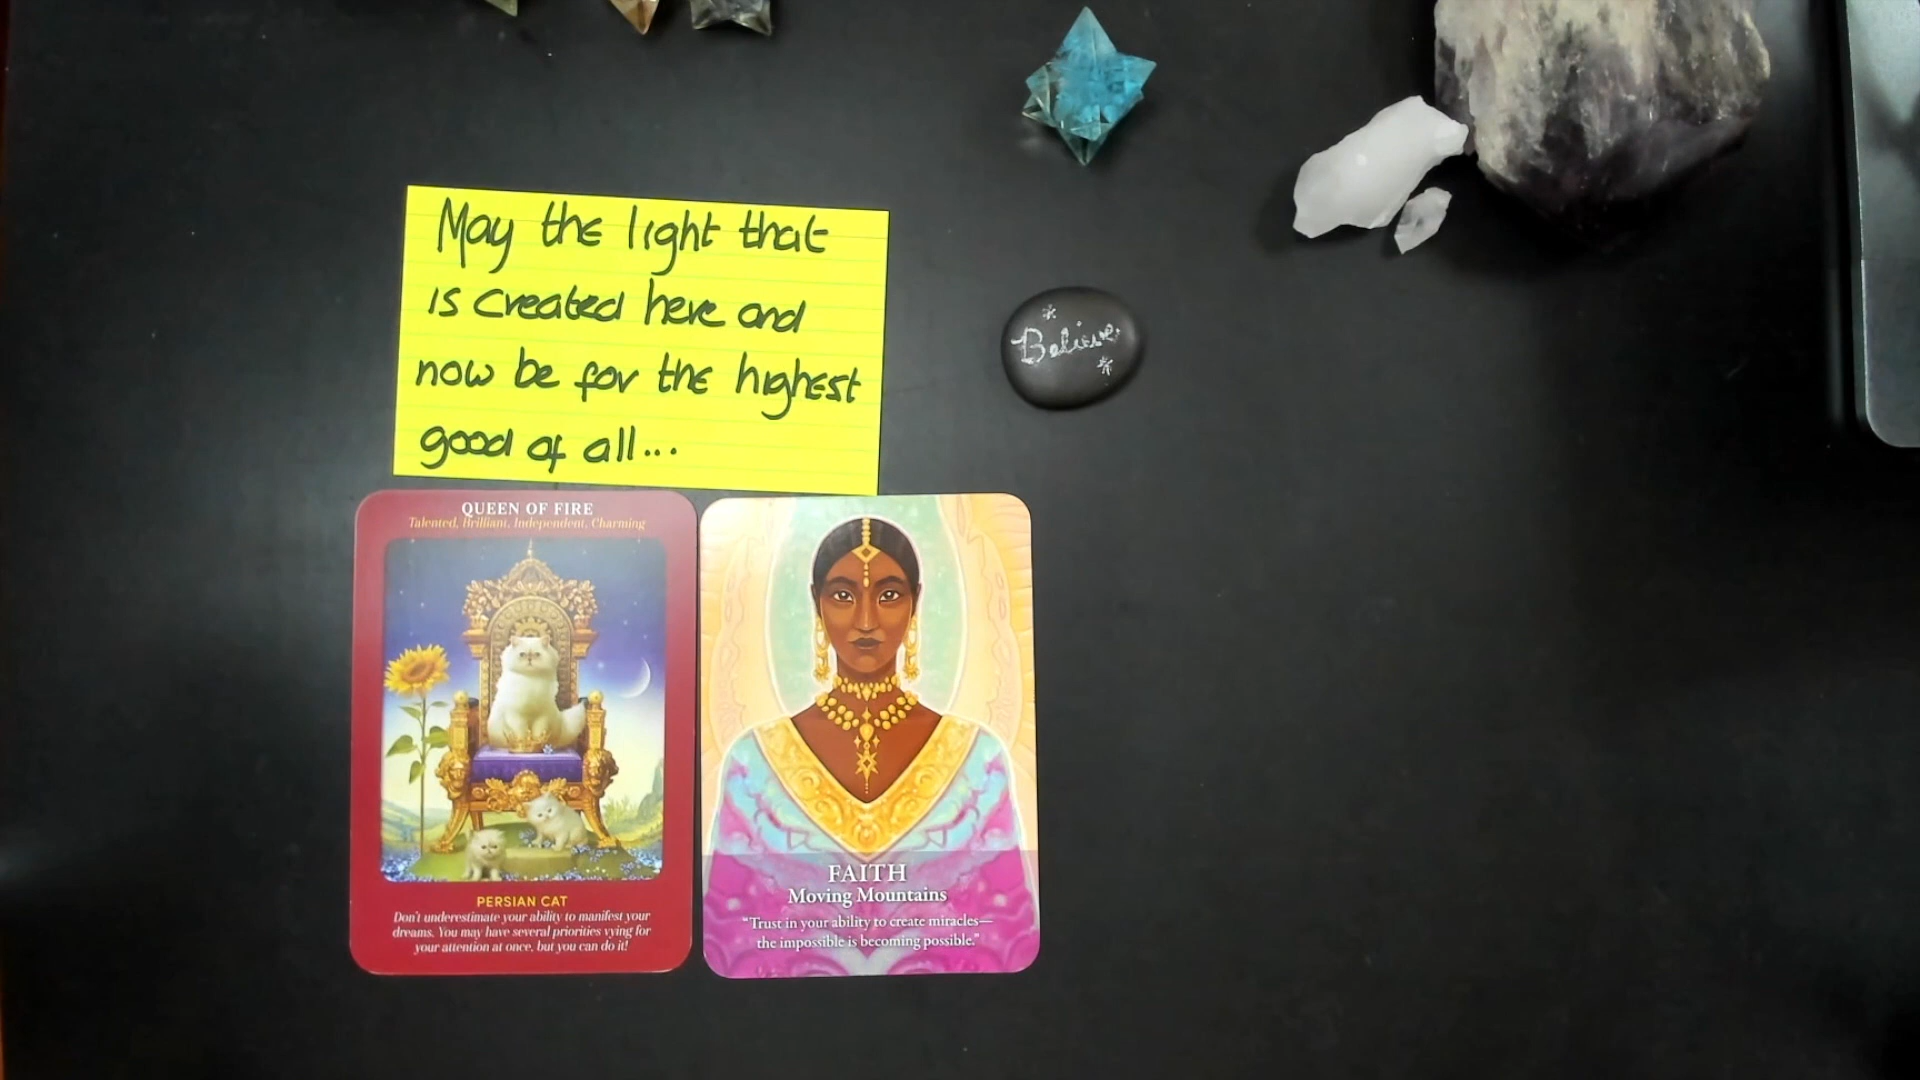 May the light that
is created here and
now be for the highest
good of all...
*
Believe
*
QUEEN OF FIRE
Talented, Brilliant, Independent, Charming
PERSIAN CAT
Don't underestimate your ability to manifest your
dreams. You may have several priorities vying for
your attention at once, but you can do it!
FAITH
Moving Mountains
"Trust in your ability to create miracles—
the impossible is becoming possible."